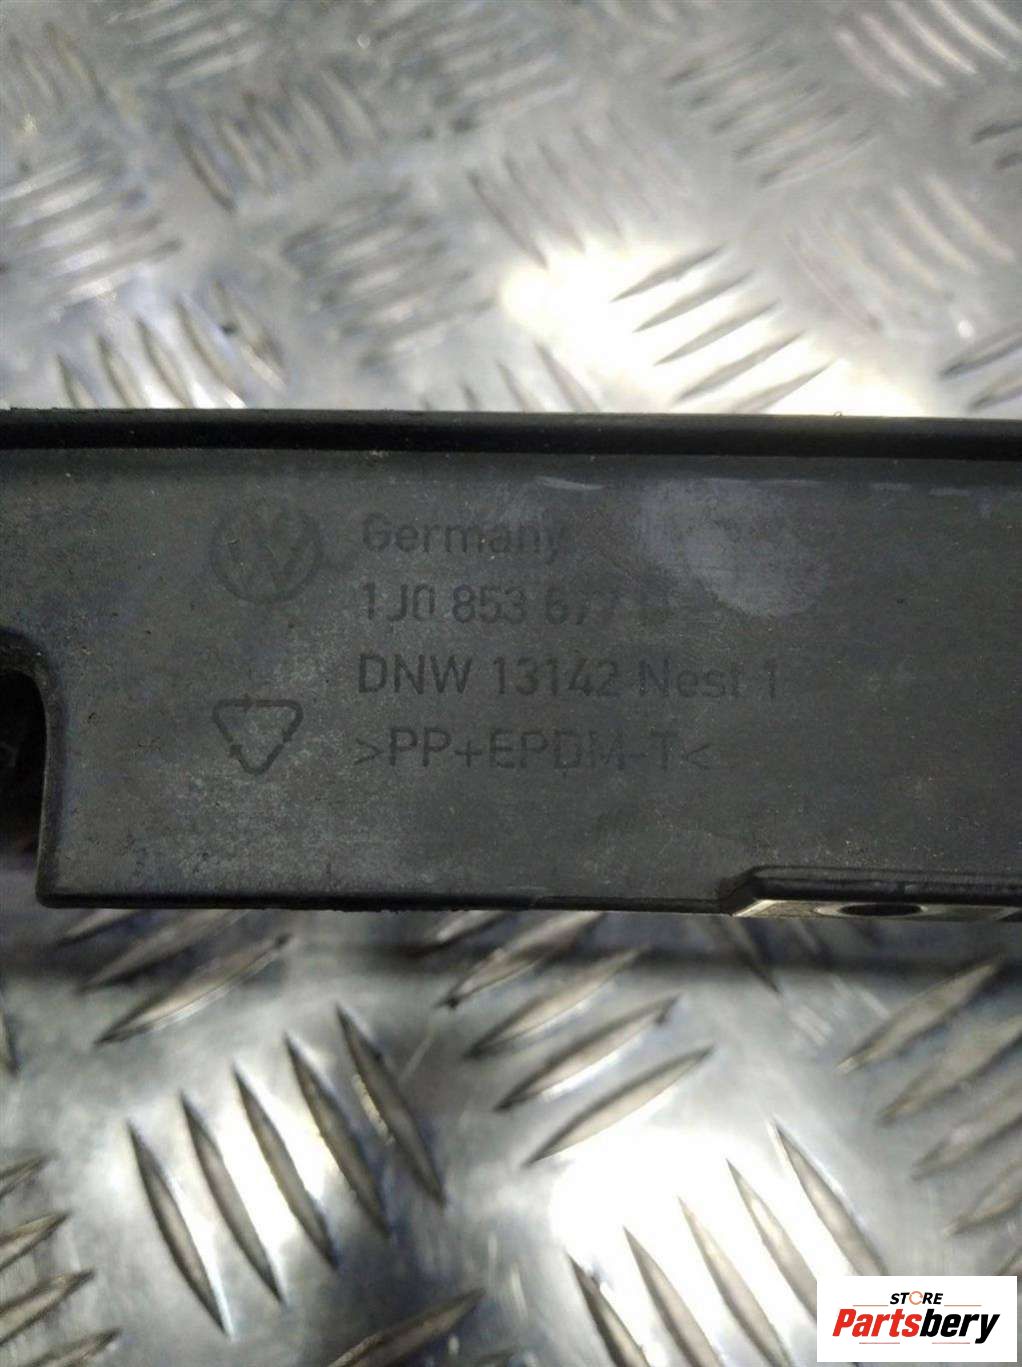 Germany
1J0 853 677
DNW 13142 Nest 1
>PP+EPDM-T<
STORE
Partsbery